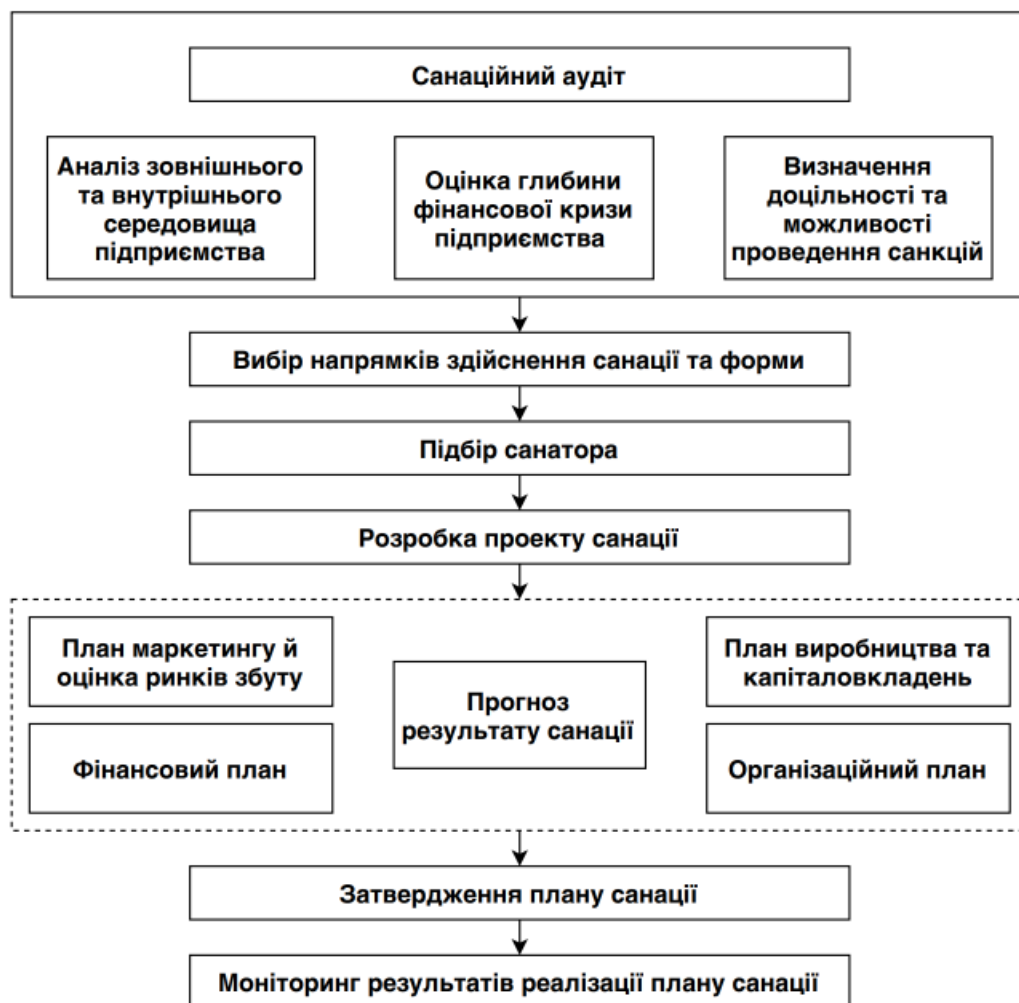 Санаційний аудит
Аналіз зовнішнього
та внутрішнього
середовища
підприємства
Оцінка глибини
фінансової кризи
підприємства
Визначення
доцільності та
можливості
проведення санкцій
Вибір напрямків здійснення санації та форми
Підбір санатора
Розробка проекту санації
План маркетингу й
оцінка ринків збуту
Фінансовий план
Прогноз
результату санації
План виробництва та
капіталовкладень
Організаційний план
Затвердження плану санації
Моніторинг результатів реалізації плану санації